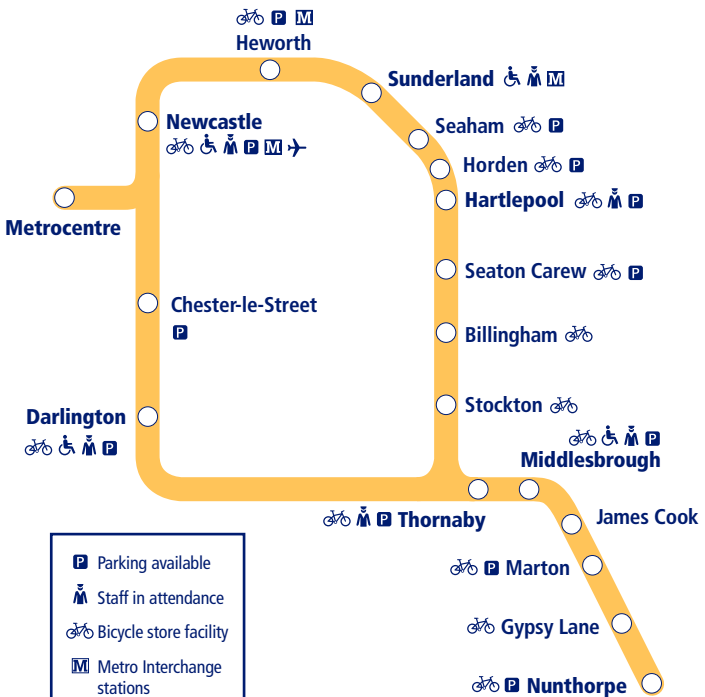 P M
Heworth
Sunderland M
Newcastle
P M
Seaham P
Horden P
Hartlepool P
Metrocentre
Seaton Carew P
Chester-le-Street
P
Billingham
Darlington
P
Stockton
P
Middlesbrough
P Thornaby
James Cook
P Marton
Gypsy Lane
P Nunthorpe
P Parking available
Staff in attendance
Bicycle store facility
M Metro Interchange
stations